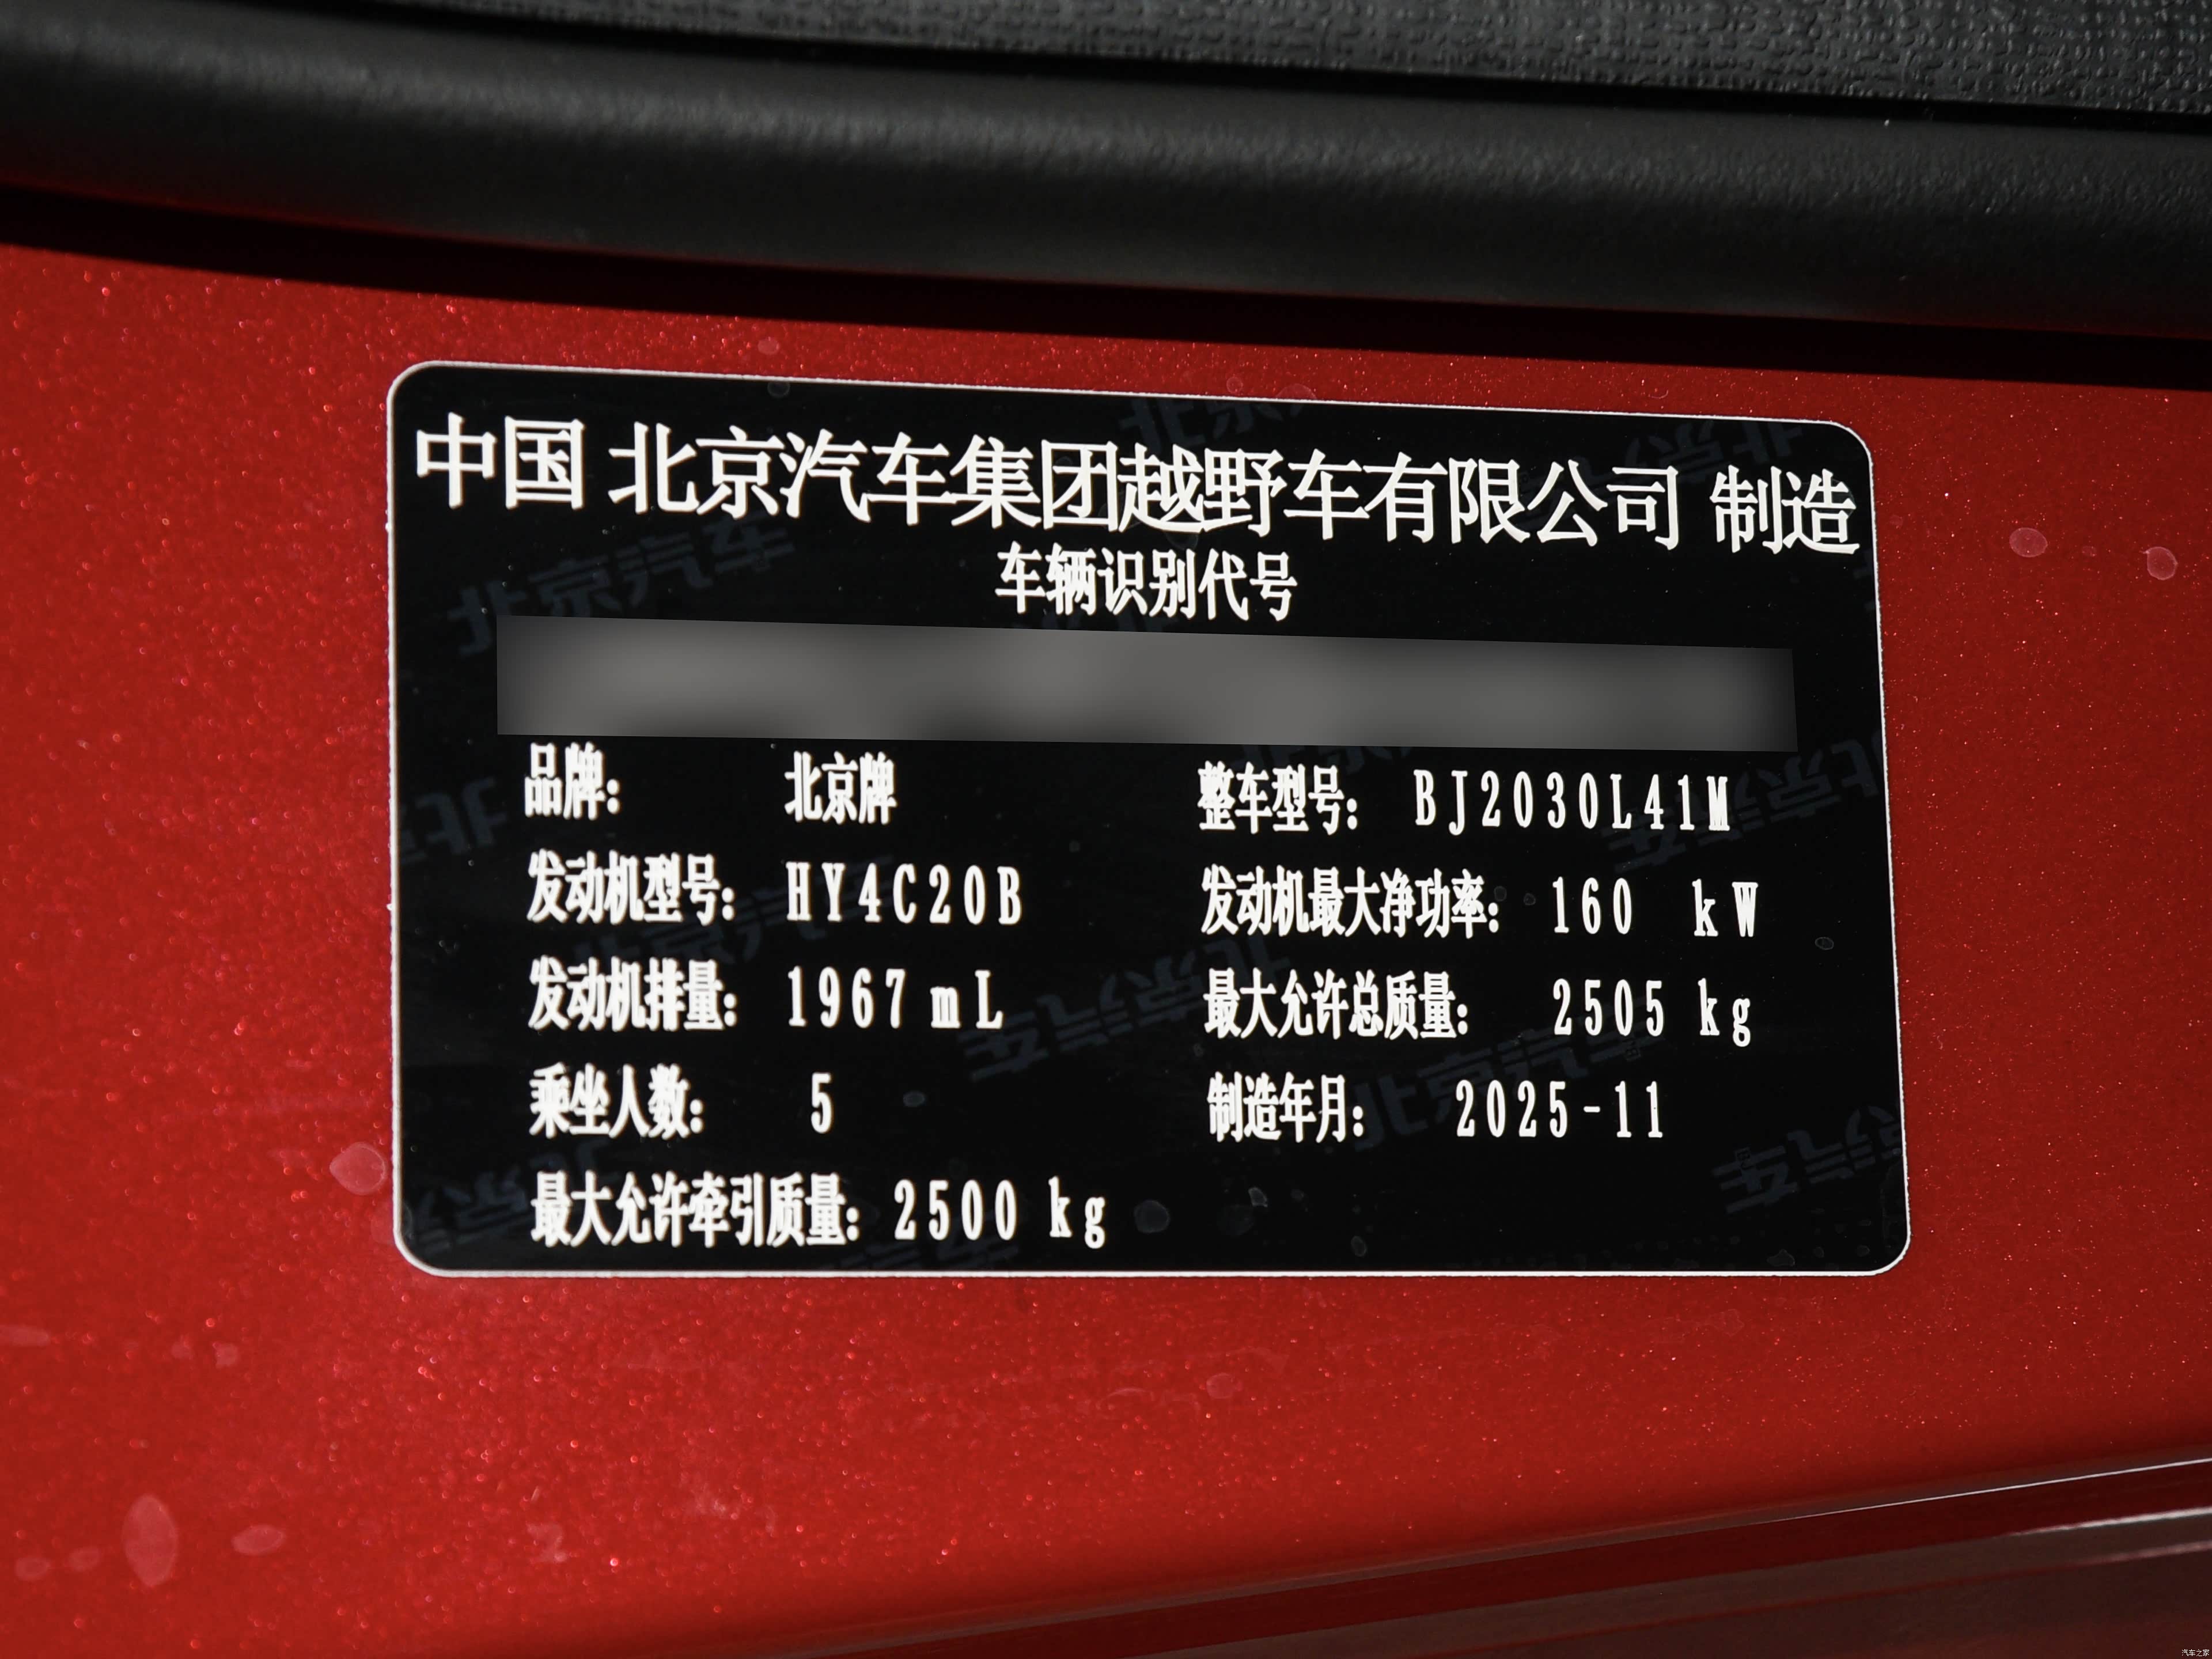 中国 北京汽车集团越野车有限公司 制造
车辆识别代号
品牌： 北京牌 整车型号： BJ2030L41M
发动机型号： HY4C20B 发动机最大净功率： 160 kW
发动机排量： 1967 mL 最大允许总质量： 2505 kg
乘坐人数： 5 制造年月： 2025-11
最大允许牵引质量： 2500 kg
汽车之家